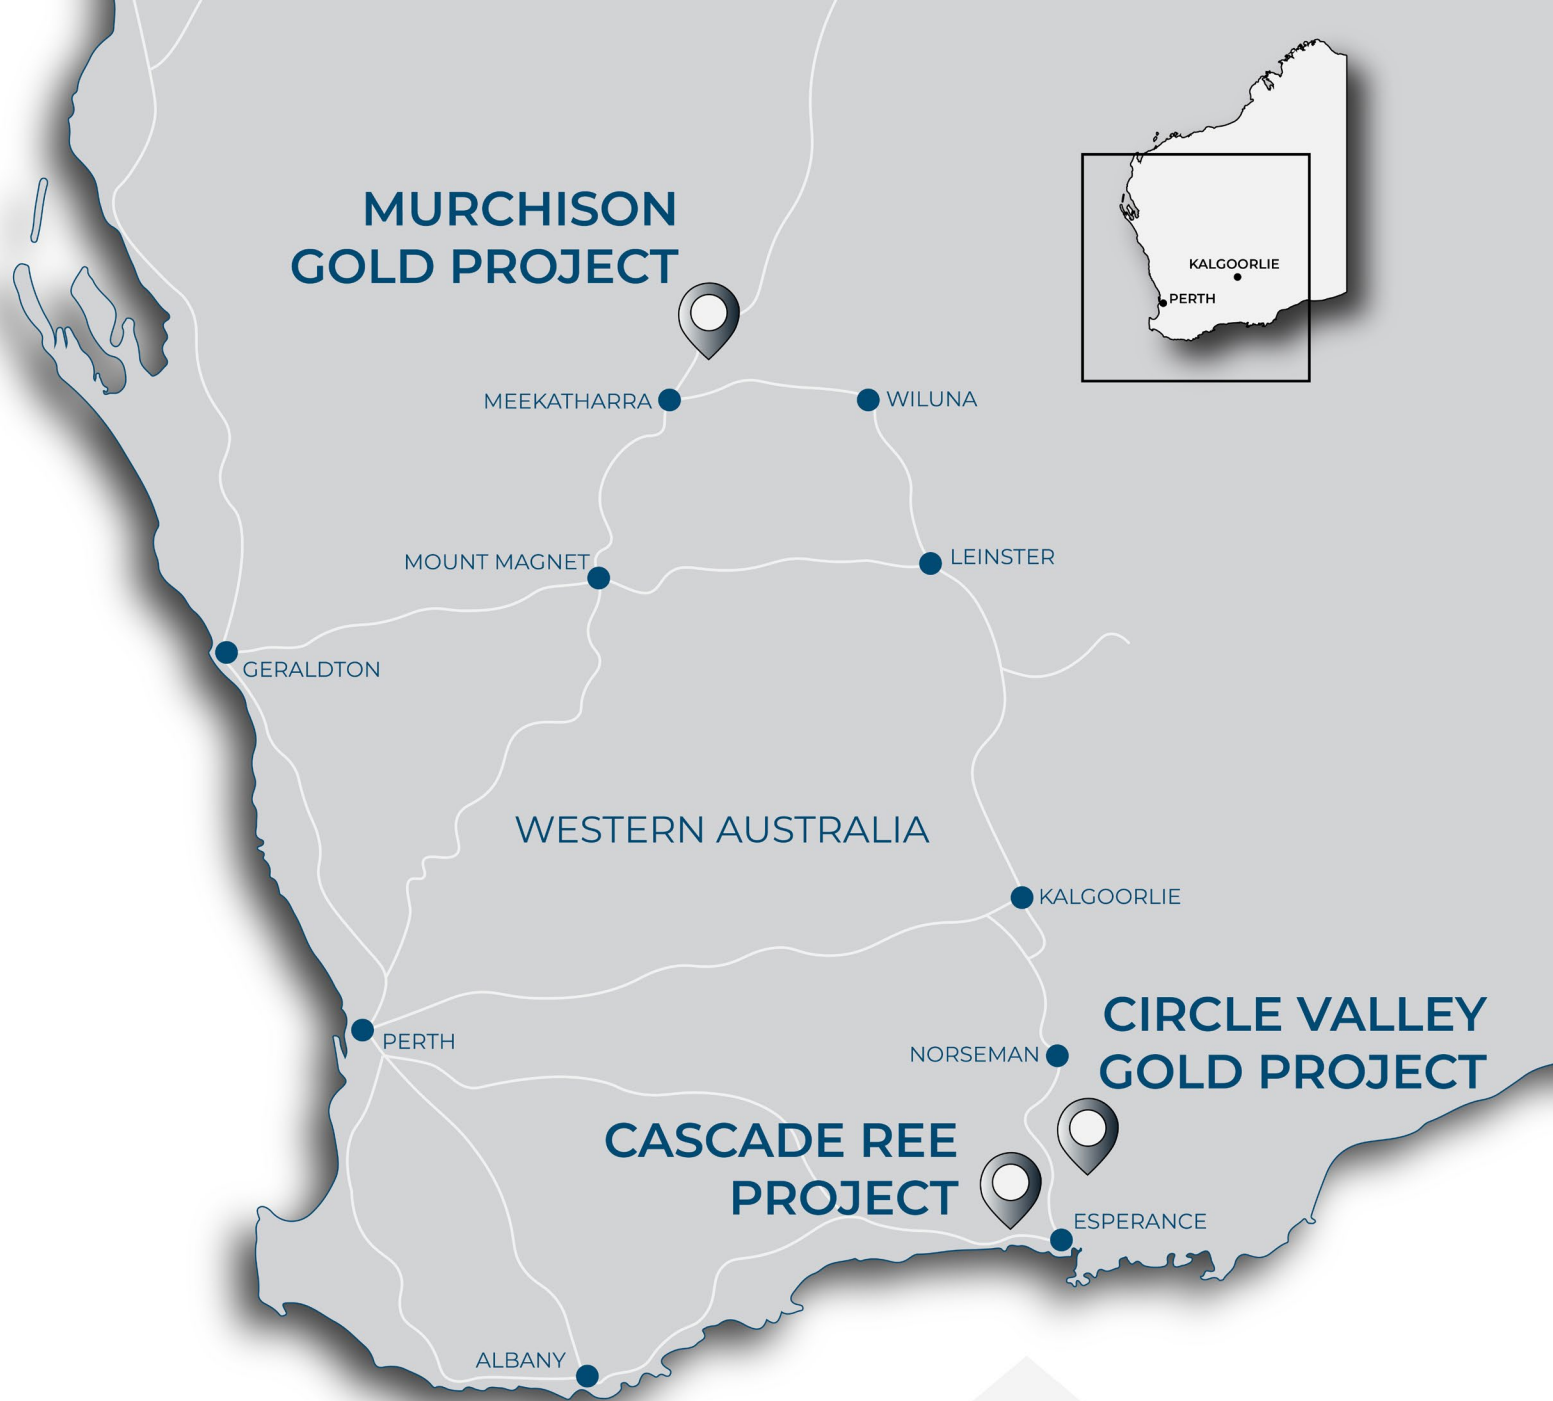 MURCHISON
GOLD PROJECT
KALGOORLIE
PERTH
MEEKATHARRA
WILUNA
MOUNT MAGNET
LEINSTER
GERALDTON
WESTERN AUSTRALIA
KALGOORLIE
CIRCLE VALLEY
GOLD PROJECT
PERTH
NORSEMAN
CASCADE REE
PROJECT
ESPERANCE
ALBANY